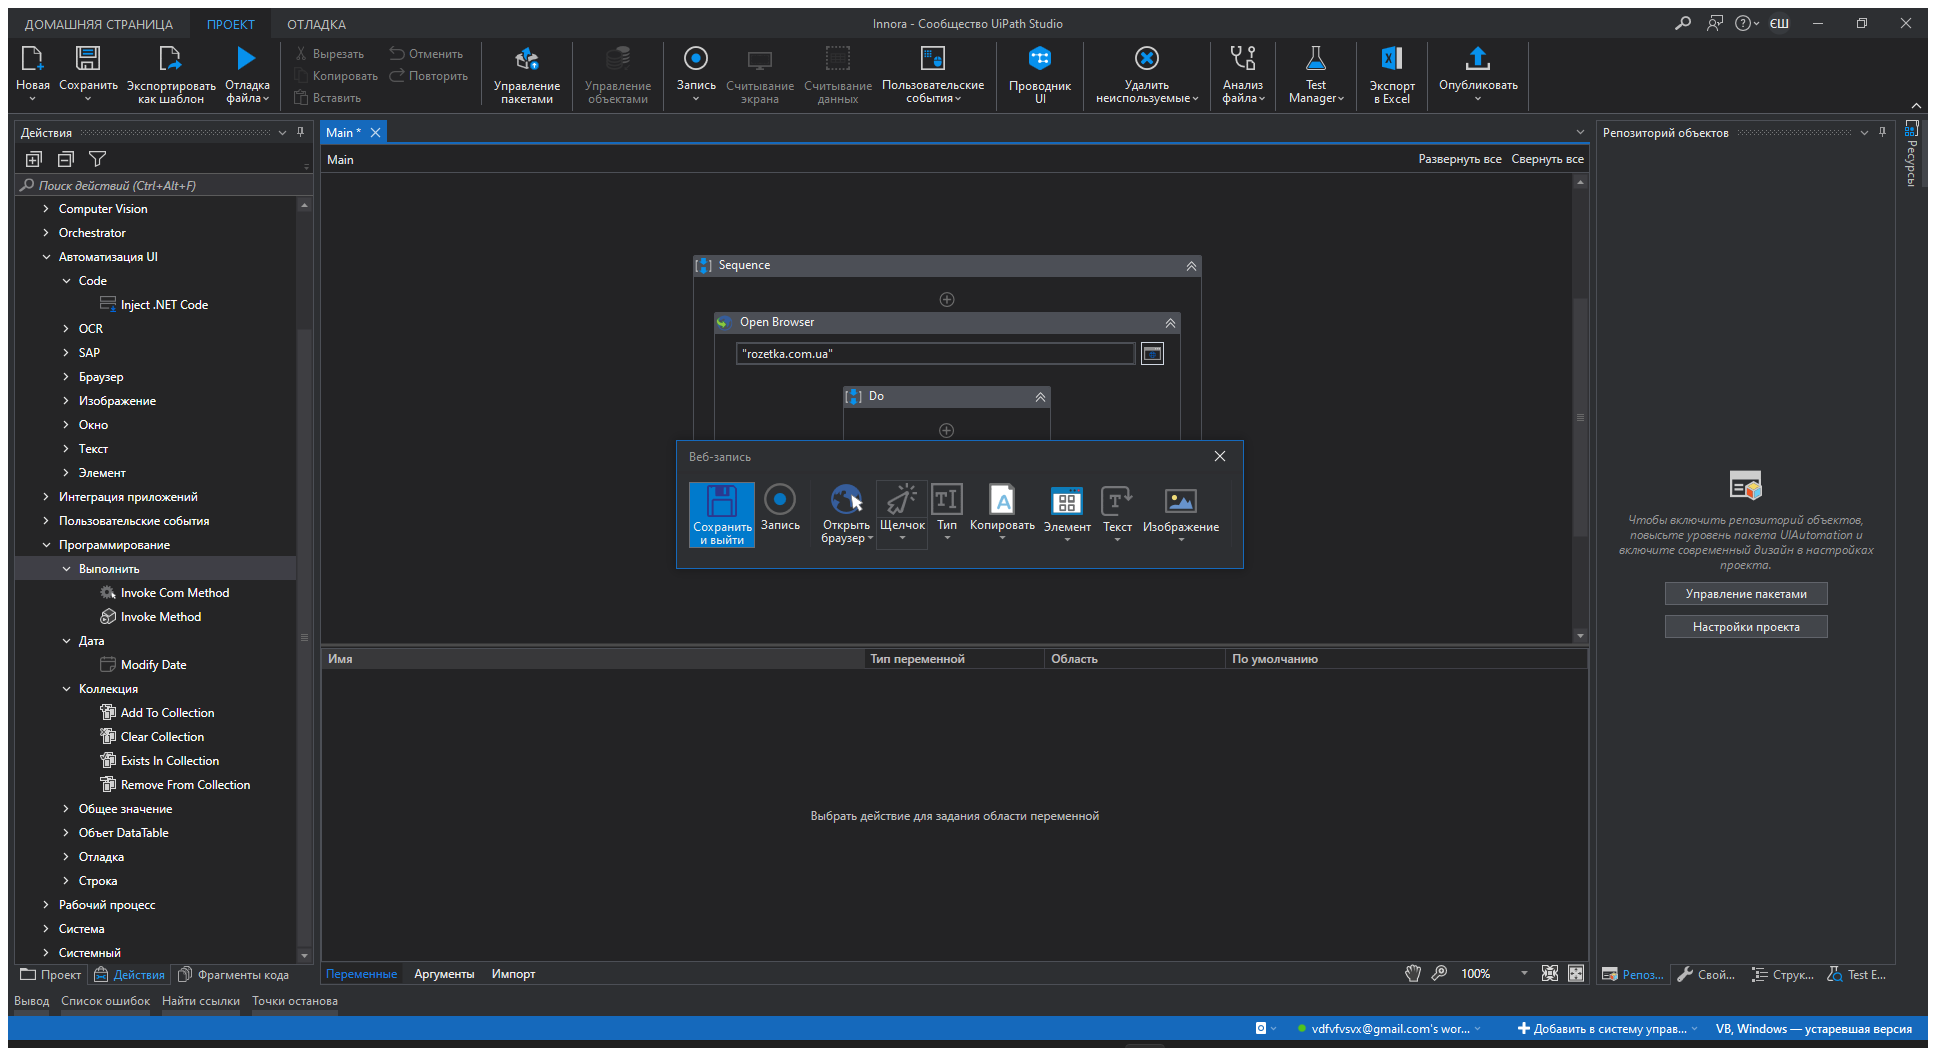 ДОМАШНЯЯ СТРАНИЦА ПРОЕКТ ОТЛАДКА Innora - Сообщество UiPath Studio ЄШ
Новая Сохранить Экспортировать как шаблон Отладка файла
Вырезать
Копировать
Вставить
Отменить
Повторить
Управление пакетами
Управление объектами
Запись
Считывание экрана
Считывание данных
Пользовательские события
Проводник UI
Удалить неиспользуемые
Анализ файла
Test Manager
Экспорт в Excel
Опубликовать
Действия
Поиск действий (Ctrl+Alt+F)
Computer Vision
Orchestrator
Автоматизация UI
Code
Inject .NET Code
OCR
SAP
Браузер
Изображение
Окно
Текст
Элемент
Интеграция приложений
Пользовательские события
Программирование
Выполнить
Invoke Com Method
Invoke Method
Дата
Modify Date
Коллекция
Add To Collection
Clear Collection
Exists In Collection
Remove From Collection
Общее значение
Объет DataTable
Отладка
Строка
Рабочий процесс
Система
Системный
Проект Действия Фрагменты кода
Main *
Main Развернуть все Свернуть все
Sequence
Open Browser
"rozetka.com.ua"
Do
Веб-запись
Сохранить и выйти
Запись
Открыть браузер
Щелчок
Тип
Копировать
Элемент
Текст
Изображение
Имя Тип переменной Область По умолчанию
Выбрать действие для задания области переменной
Переменные Аргументы Импорт 100%
Репозиторий объектов
Чтобы включить репозиторий объектов,
повысьте уровень пакета UIAutomation и
включите современный дизайн в настройках
проекта.
Управление пакетами
Настройки проекта
Репоз... Свой... Струк... Test E...
Ресурсы
Вывод Список ошибок Найти ссылки Точки останова
vdfvfvsvx@gmail.com's wor... Добавить в систему управ... VB, Windows — устаревшая версия